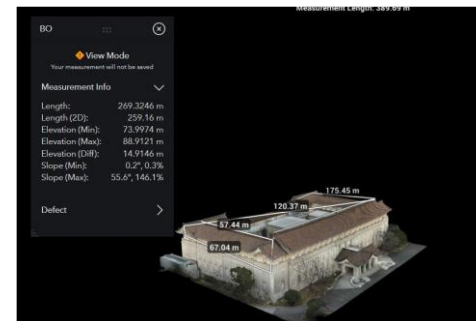 Measurement Length: 389.69 m
BO
View Mode
Your measurement will not be saved
Measurement Info
Length: 269.3246 m
Length (2D): 259.16 m
Elevation (Min): 73.9974 m
Elevation (Max): 88.9121 m
Elevation (Diff): 14.9146 m
Slope (Min): 0.2°, 0.3%
Slope (Max): 55.6°, 146.1%
Defect
175.45 m
120.37 m
57.44 m
67.04 m